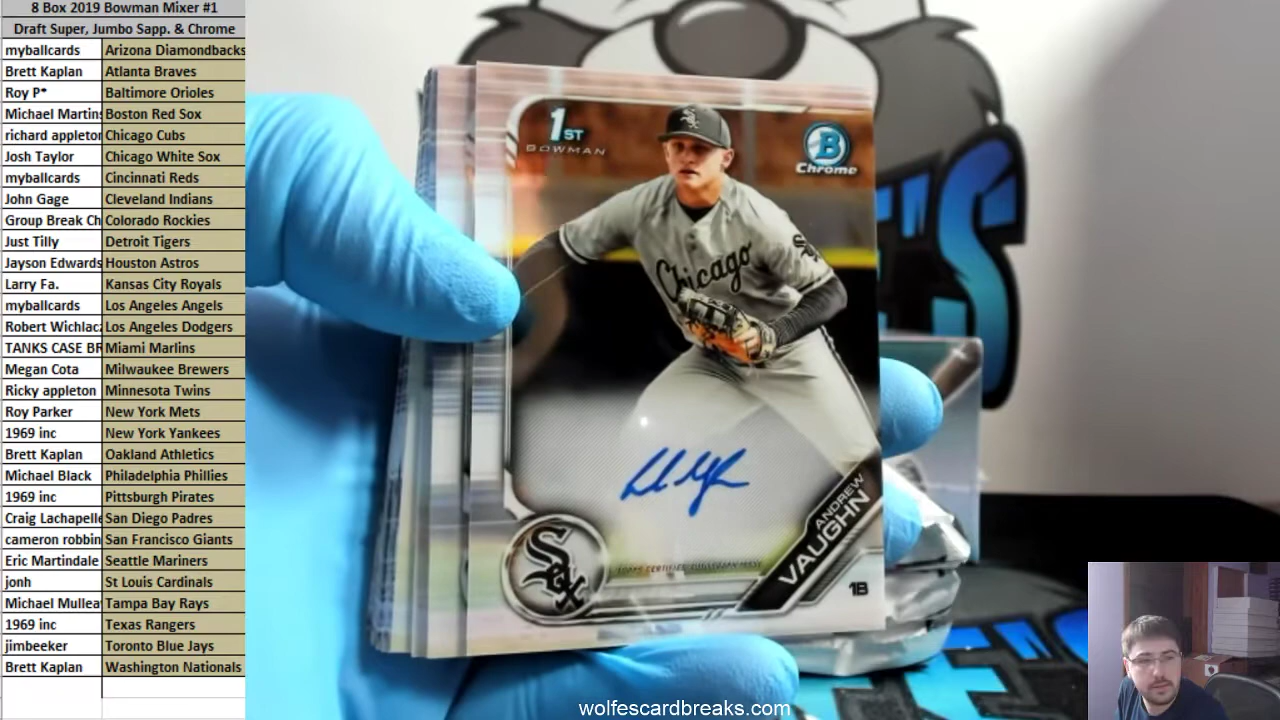 8 Box 2019 Bowman Mixer #1
Draft Super, Jumbo Sapp. & Chrome
myballcards Arizona Diamondbacks
Brett Kaplan Atlanta Braves
Roy P* Baltimore Orioles
Michael Martins Boston Red Sox
richard appleton Chicago Cubs
Josh Taylor Chicago White Sox
myballcards Cincinnati Reds
John Gage Cleveland Indians
Group Break Ch Colorado Rockies
Just Tilly Detroit Tigers
Jayson Edwards Houston Astros
Larry Fa. Kansas City Royals
myballcards Los Angeles Angels
Robert Wichlacz Los Angeles Dodgers
TANKS CASE BR Miami Marlins
Megan Cota Milwaukee Brewers
Ricky appleton Minnesota Twins
Roy Parker New York Mets
1969 inc New York Yankees
Brett Kaplan Oakland Athletics
Michael Black Philadelphia Phillies
1969 inc Pittsburgh Pirates
Craig Lachapelle San Diego Padres
cameron robbin San Francisco Giants
Eric Martindale Seattle Mariners
jonh St Louis Cardinals
Michael Mullea Tampa Bay Rays
1969 inc Texas Rangers
jimbeeker Toronto Blue Jays
Brett Kaplan Washington Nationals
1ST
BOWMAN
B
Chrome
Chicago
Sox
TOPPS CERTIFIED AUTOGRAPH ISSUE
ANDREW
VAUGHN
1B
wolfescardbreaks.com